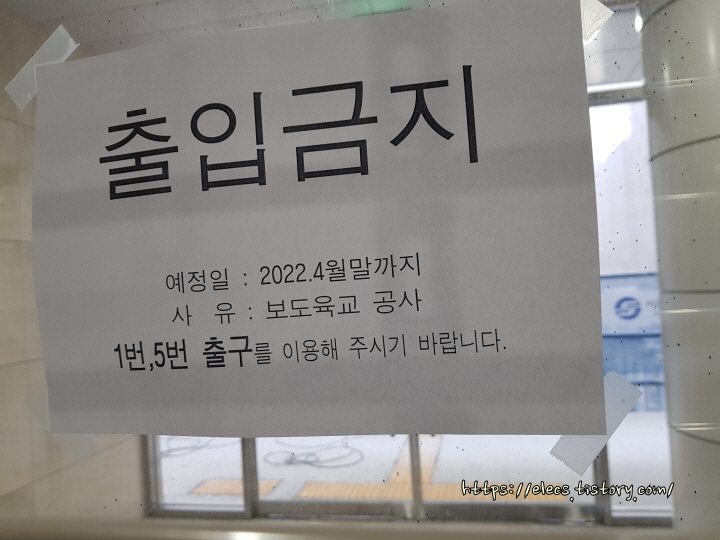 출입금지
예정일 : 2022.4월말까지
사 유 : 보도육교 공사
1번,5번 출구를 이용해 주시기 바랍니다.
https://elecs.tistory.com/